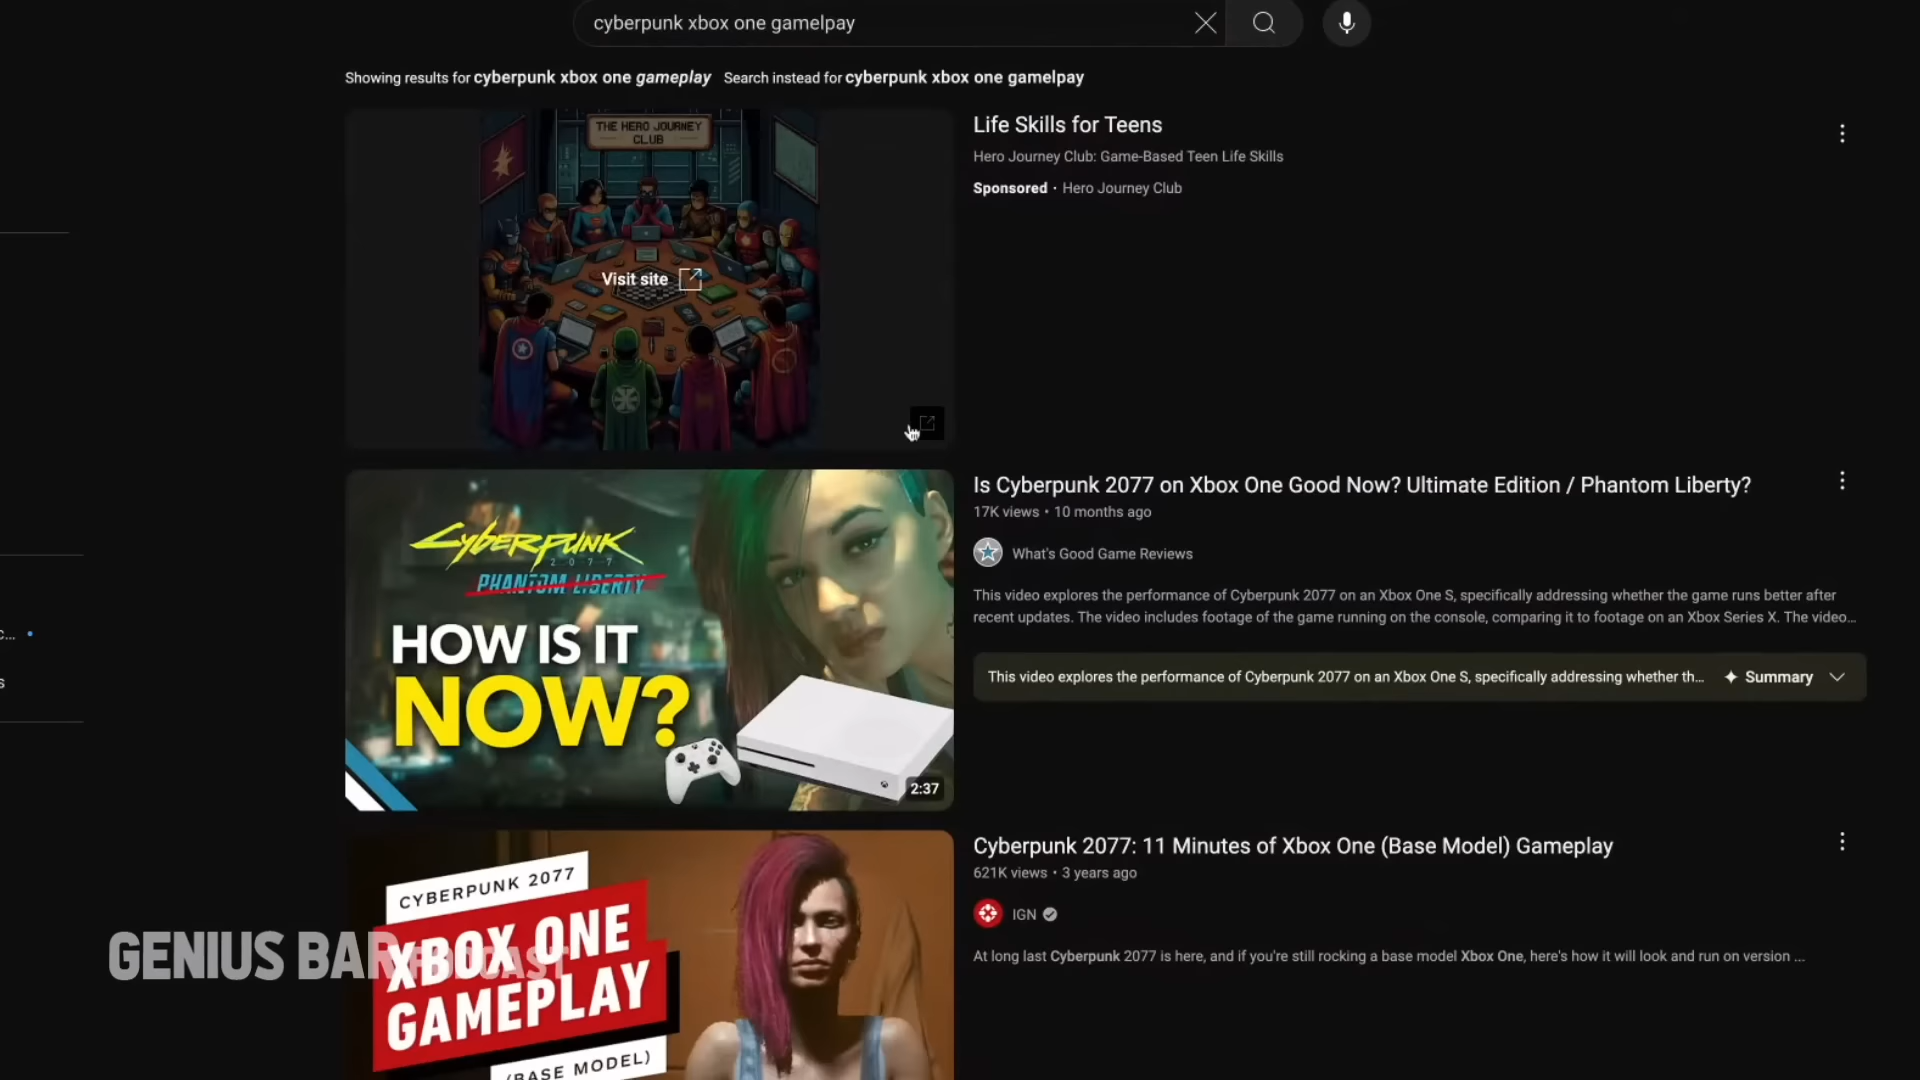 cyberpunk xbox one gamelpay
Showing results for cyberpunk xbox one gameplay Search instead for cyberpunk xbox one gamelpay
THE HERO JOURNEY
CLUB
Visit site
Life Skills for Teens
Hero Journey Club: Game-Based Teen Life Skills
Sponsored · Hero Journey Club
CYBERPUNK
2077
PHANTOM LIBERTY
HOW IS IT
NOW?
2:37
Is Cyberpunk 2077 on Xbox One Good Now? Ultimate Edition / Phantom Liberty?
17K views • 10 months ago
What's Good Game Reviews
This video explores the performance of Cyberpunk 2077 on an Xbox One S, specifically addressing whether the game runs better after
recent updates. The video includes footage of the game running on the console, comparing it to footage on an Xbox Series X. The video...
This video explores the performance of Cyberpunk 2077 on an Xbox One S, specifically addressing whether th... Summary
c...
s
CYBERPUNK 2077
XBOX ONE
GAMEPLAY
(BASE MODEL)
Cyberpunk 2077: 11 Minutes of Xbox One (Base Model) Gameplay
621K views • 3 years ago
IGN
At long last Cyberpunk 2077 is here, and if you're still rocking a base model Xbox One, here's how it will look and run on version ...
GENIUS BAR PODCAST